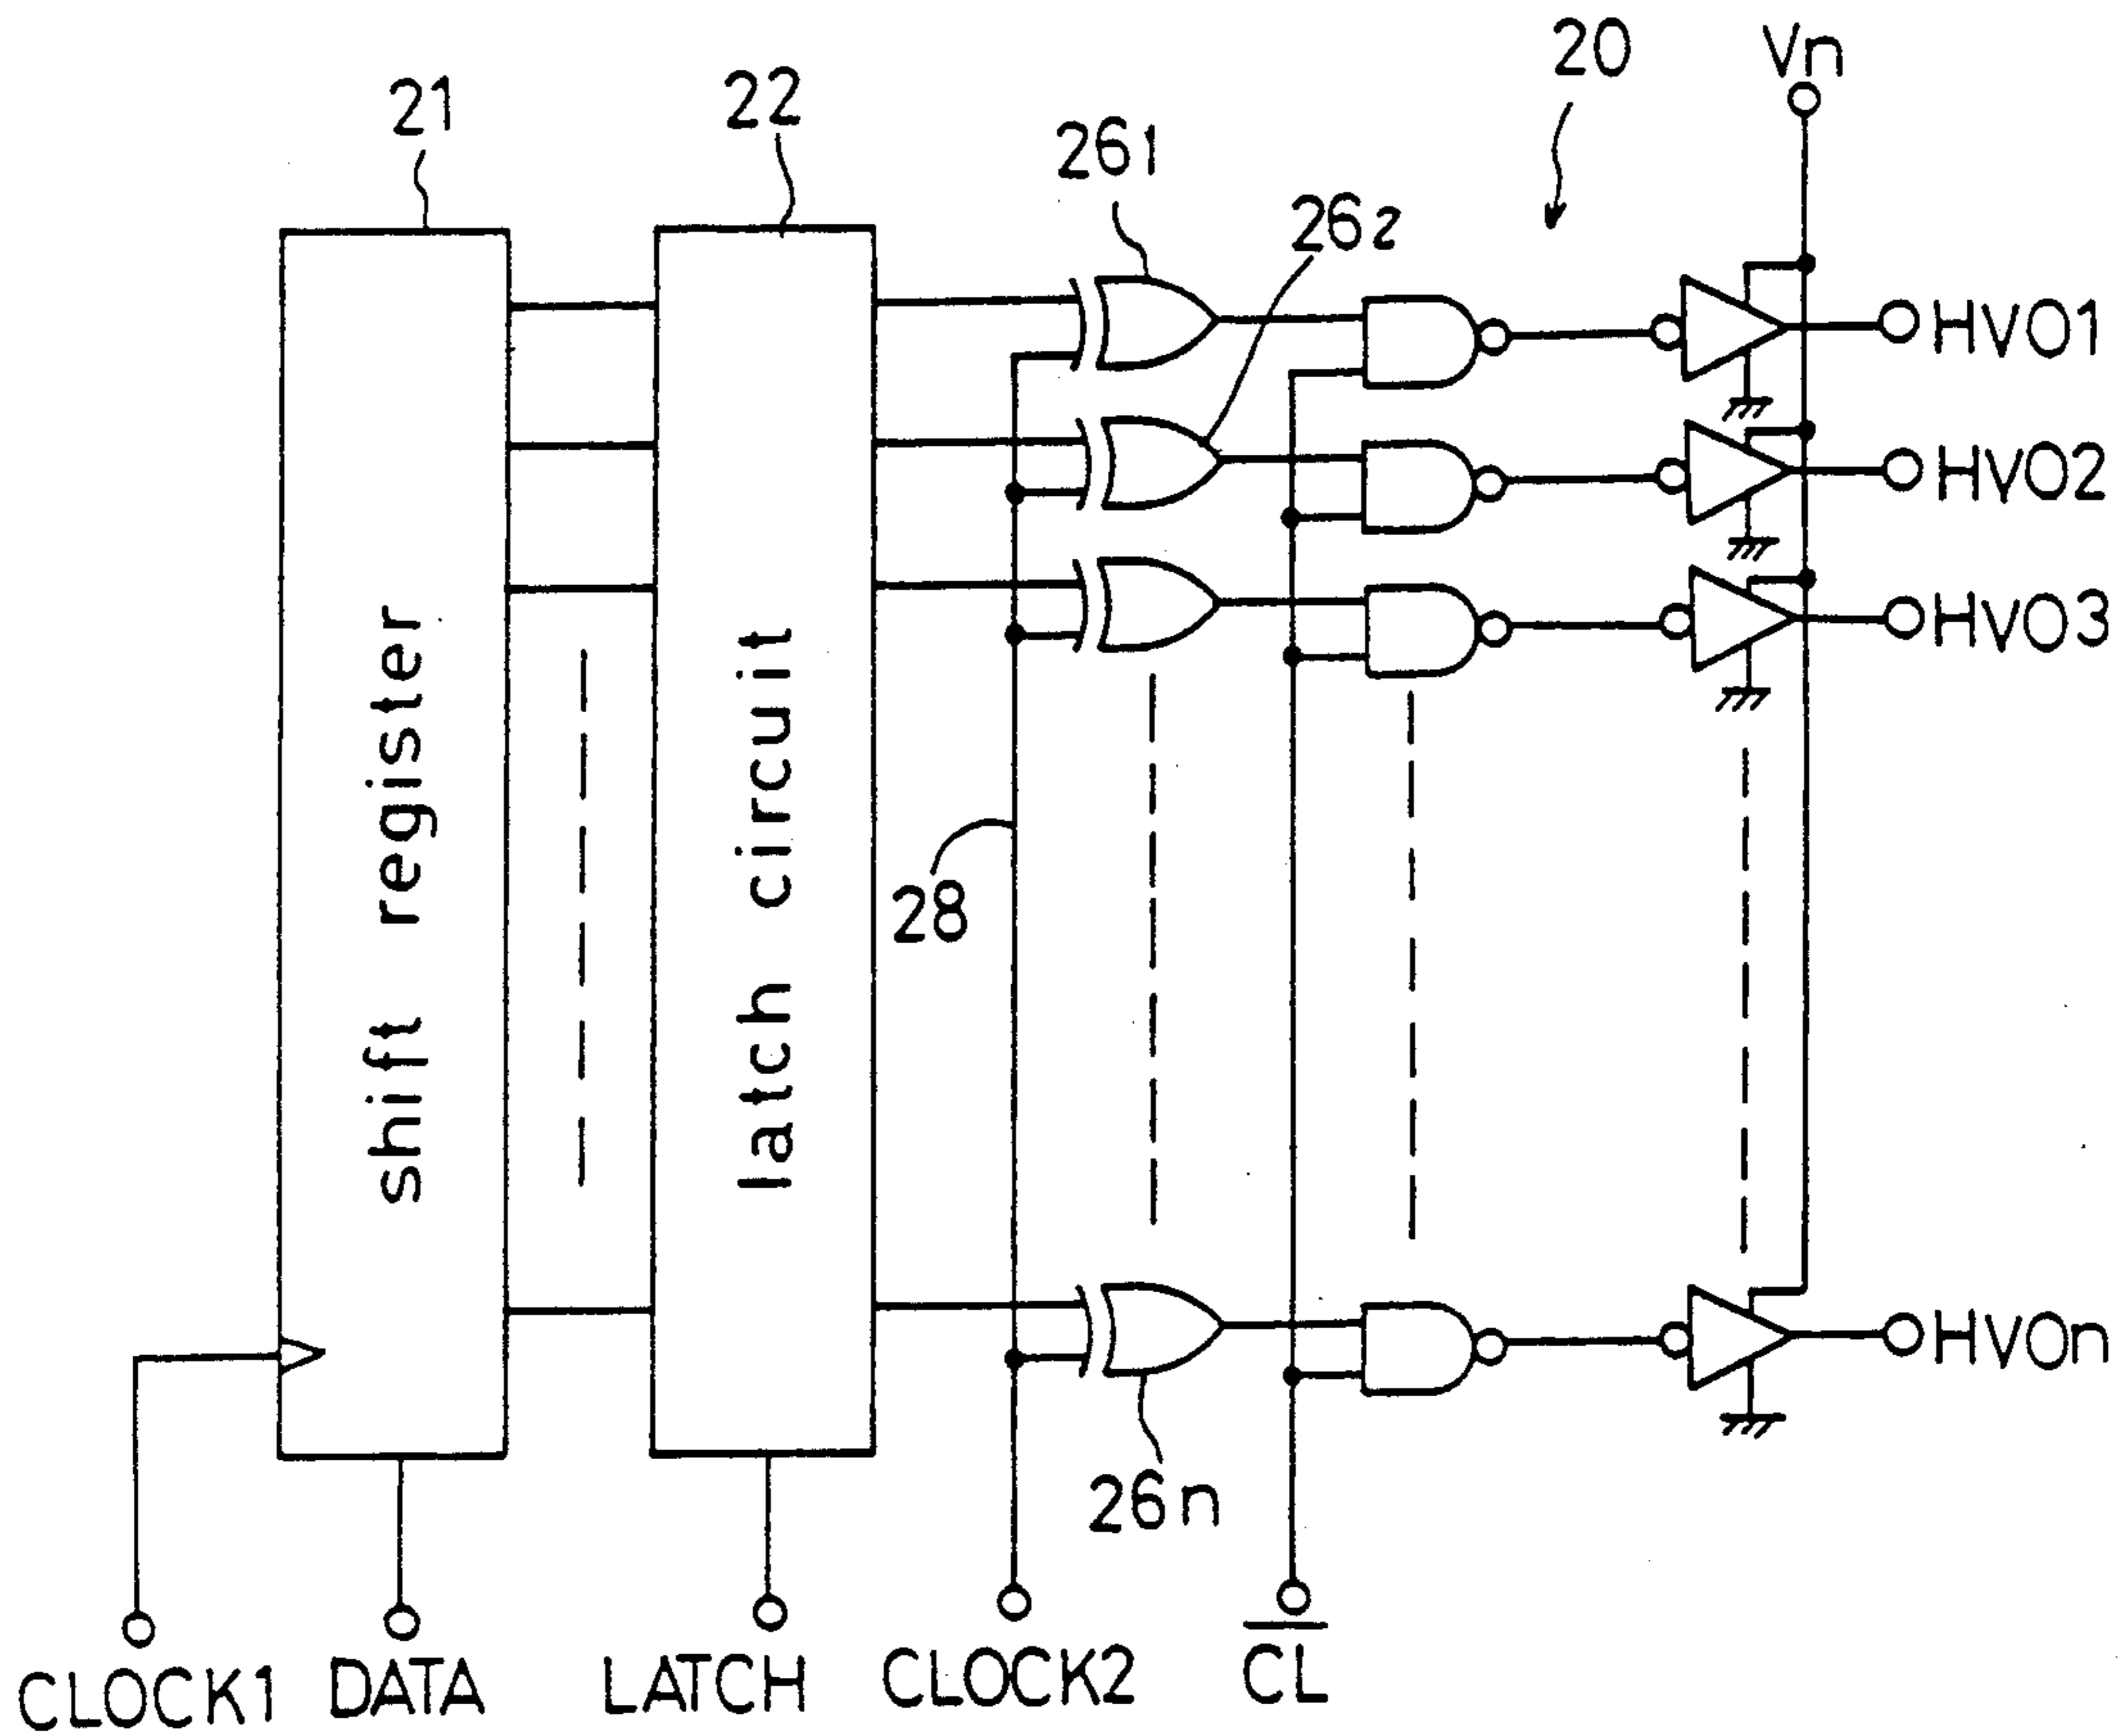 20
Vn
21
22
261
262
HVO1
HVO2
HVO3
shift register
latch circuit
28
HVOn
26n
CLOCK1
DATA
LATCH
CLOCK2
C̅L̅